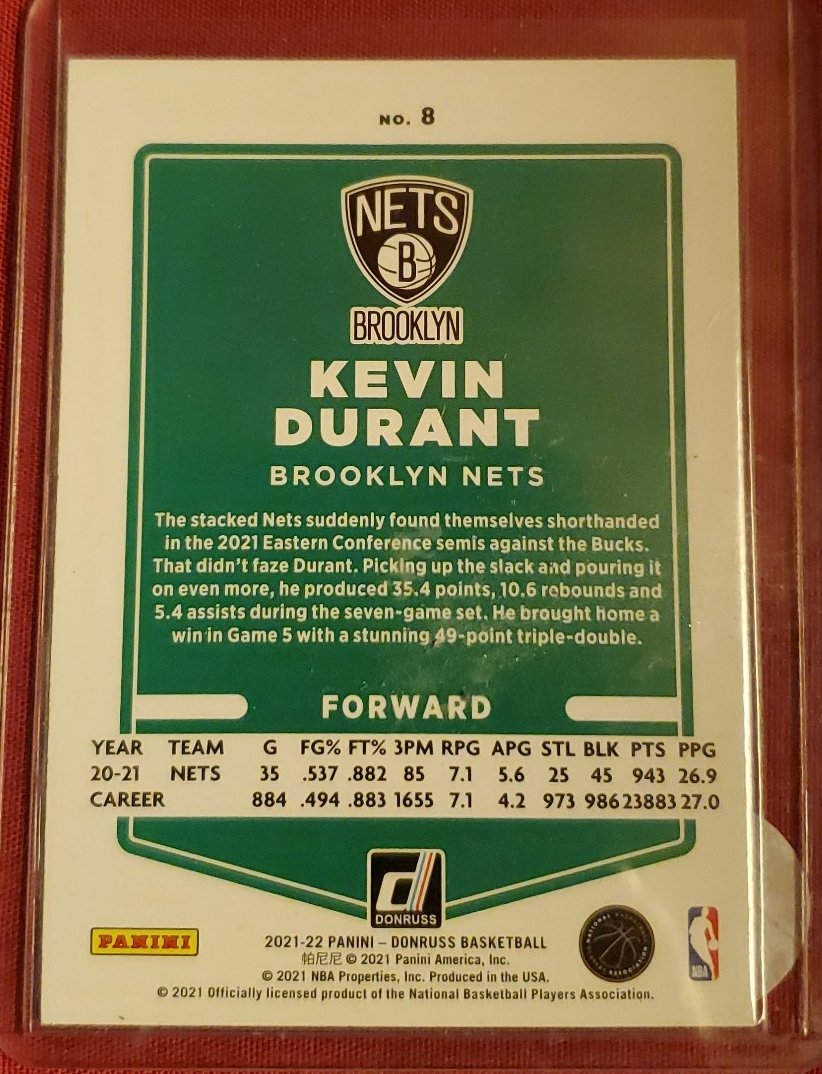 NO. 8
NETS
B
BROOKLYN
KEVIN
DURANT
BROOKLYN NETS
The stacked Nets suddenly found themselves shorthanded
in the 2021 Eastern Conference semis against the Bucks.
That didn't faze Durant. Picking up the slack and pouring it
on even more, he produced 35.4 points, 10.6 rebounds and
5.4 assists during the seven-game set. He brought home a
win in Game 5 with a stunning 49-point triple-double.
FORWARD
YEAR TEAM G FG% FT% 3PM RPG APG STL BLK PTS PPG
20-21 NETS 35 .537 .882 85 7.1 5.6 25 45 943 26.9
CAREER 884 .494 .883 1655 7.1 4.2 973 986 23883 27.0
DONRUSS
PANINI
2021-22 PANINI – DONRUSS BASKETBALL
帕尼尼 © 2021 Panini America, Inc.
© 2021 NBA Properties, Inc. Produced in the USA.
© 2021 Officially licensed product of the National Basketball Players Association.
NATIONAL BASKETBALL PLAYERS ASSOCIATION
NBA